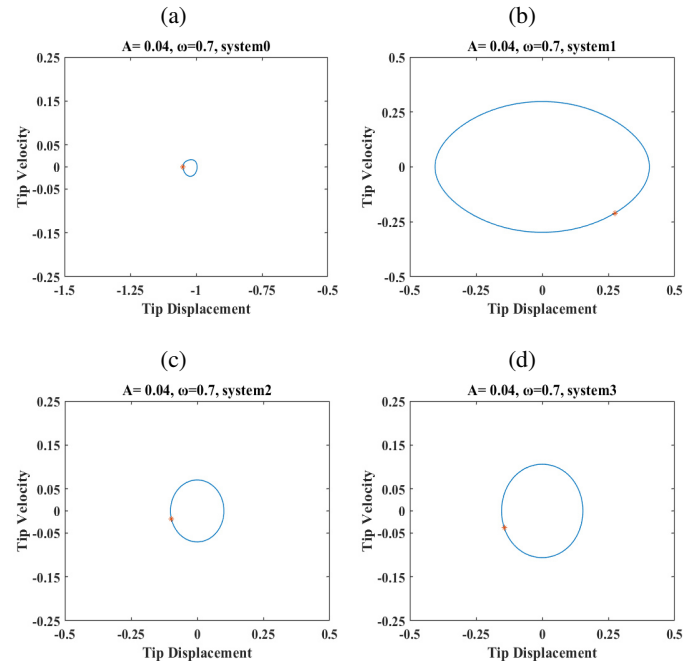 (a)
A= 0.04, ω=0.7, system0
0.25
0.15
0.05
0
-0.05
-0.15
-0.25
Tip Velocity
-1.5 -1.25 -1 -0.75 -0.5
Tip Displacement
(b)
A= 0.04, ω=0.7, system1
0.5
0.25
0
-0.25
-0.5
Tip Velocity
-0.5 -0.25 0 0.25 0.5
Tip Displacement
(c)
A= 0.04, ω=0.7, system2
0.25
0.15
0.05
0
-0.05
-0.15
-0.25
Tip Velocity
-0.5 -0.25 0 0.25 0.5
Tip Displacement
(d)
A= 0.04, ω=0.7, system3
0.25
0.15
0.05
0
-0.05
-0.15
-0.25
Tip Velocity
-0.5 -0.25 0 0.25 0.5
Tip Displacement